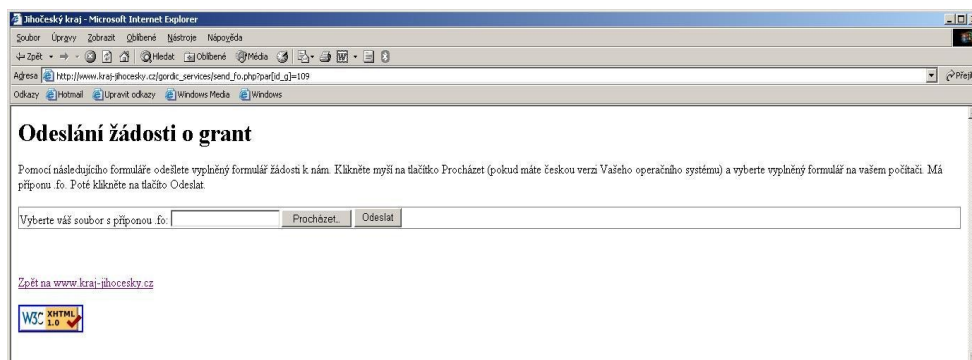 Jihočeský kraj - Microsoft Internet Explorer
Soubor Úpravy Zobrazit Oblíbené Nástroje Nápověda
Zpět Hledat Oblíbené Média
Adresa http://www.kraj-jihocesky.cz/gordic_services/send_fo.php?par[id_g]=109 Přejít
Odkazy Hotmail Upravit odkazy Windows Media Windows
Odeslání žádosti o grant
Pomocí následujícího formuláře odešlete vyplněný formulář žádosti k nám. Klikněte myší na tlačítko Procházet (pokud máte českou verzi Vašeho operačního systému) a vyberte vyplněný formulář na vašem počítači. Má
příponu .fo. Poté klikněte na tlačíto Odeslat.
Vyberte váš soubor s příponou .fo: Procházet... Odeslat
Zpět na www.kraj-jihocesky.cz
W3C XHTML
1.0